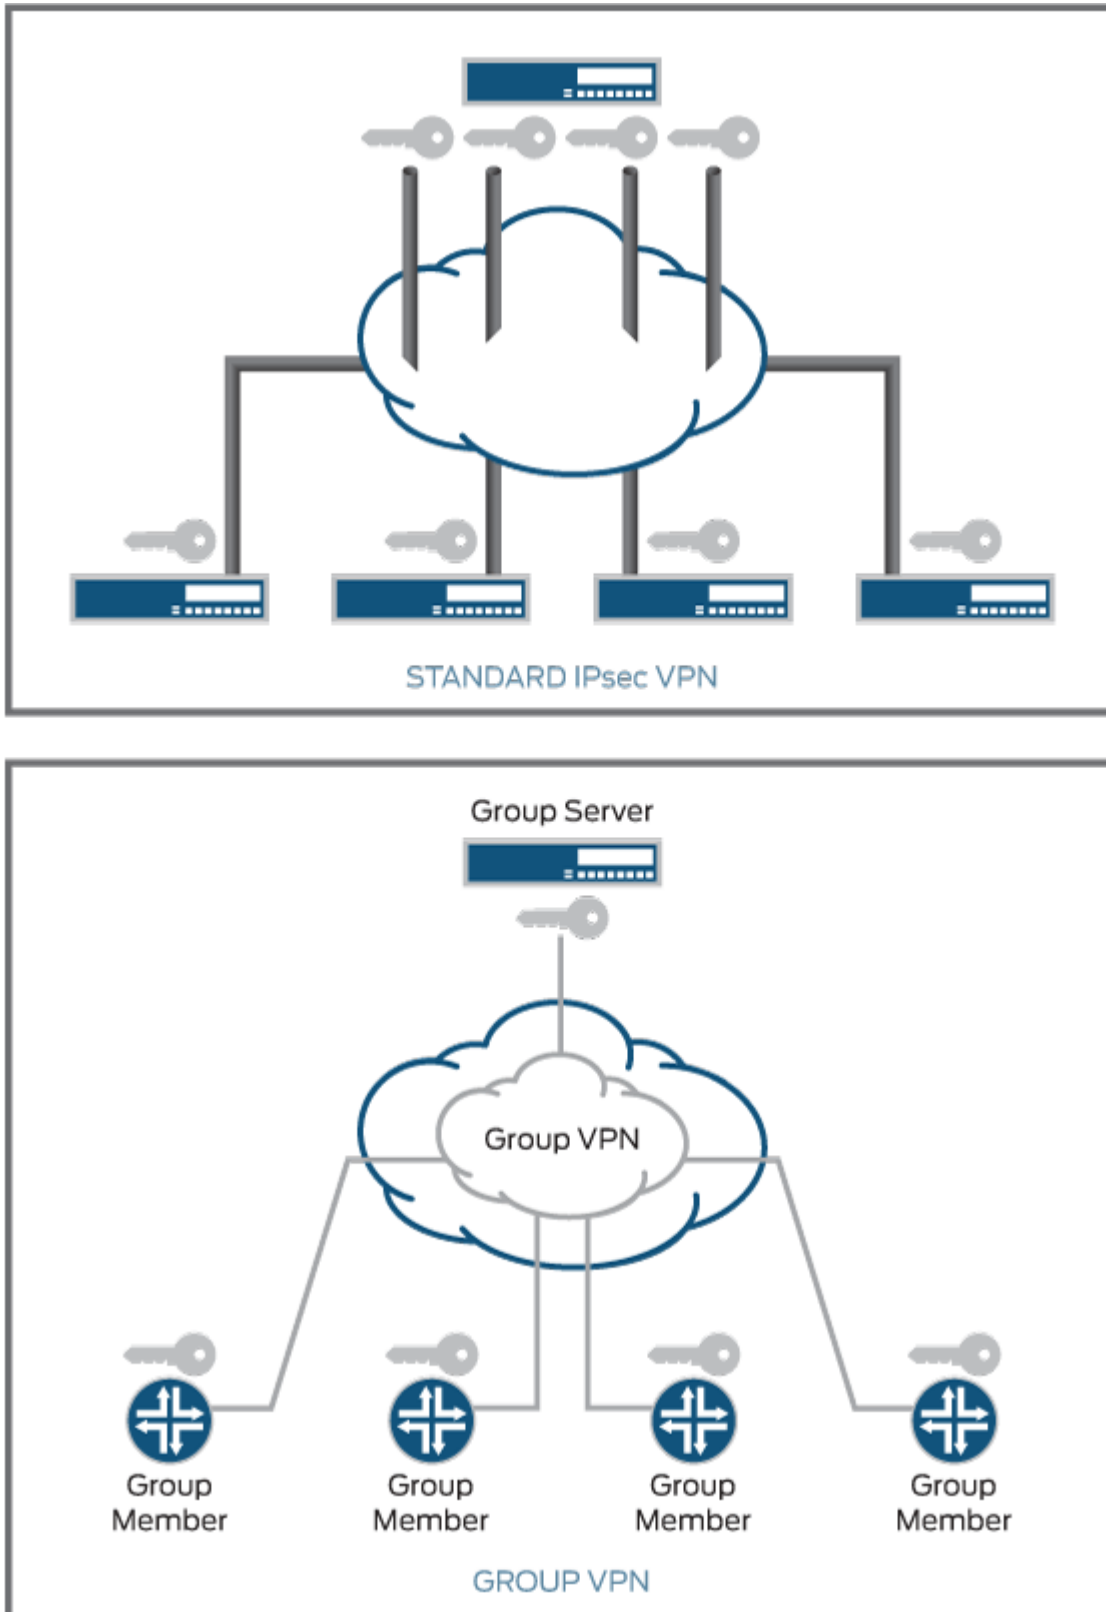 STANDARD IPsec VPN
Group Server
Group VPN
Group
Member
Group
Member
Group
Member
Group
Member
GROUP VPN